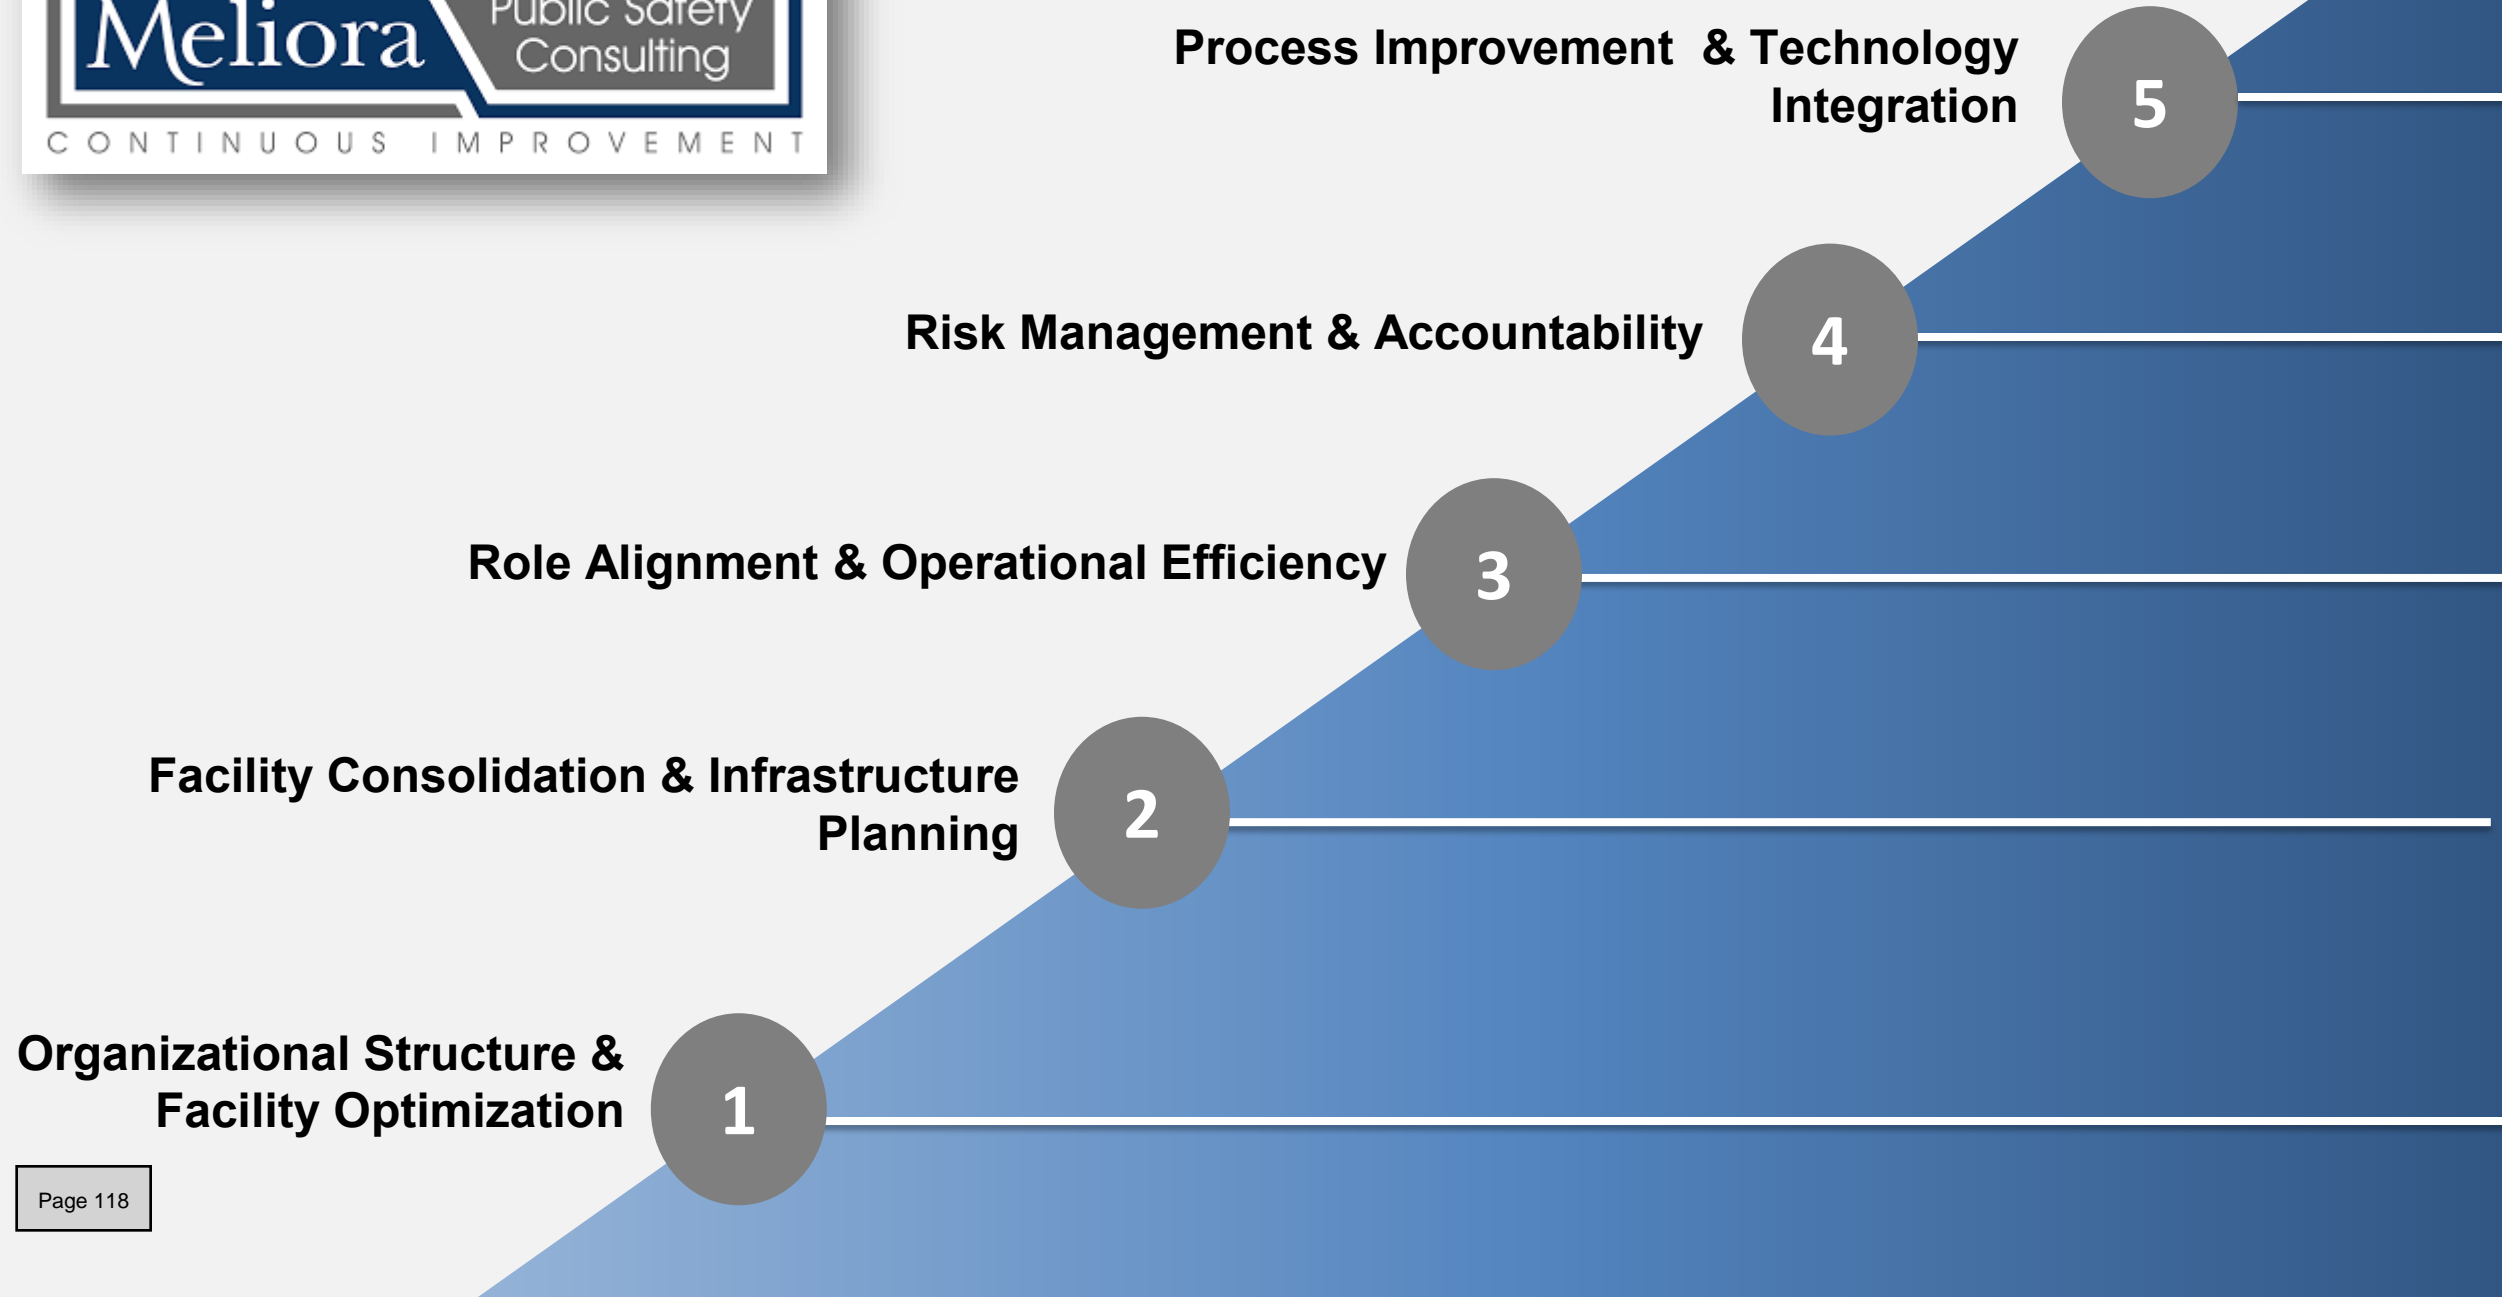 Meliora
Public Safety
Consulting
CONTINUOUS IMPROVEMENT
Process Improvement & Technology
Integration
5
Risk Management & Accountability
4
Role Alignment & Operational Efficiency
3
Facility Consolidation & Infrastructure
Planning
2
Organizational Structure &
Facility Optimization
1
Page 118